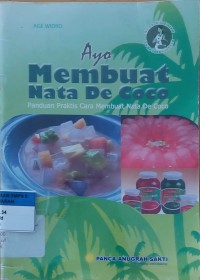 Ayo
Membuat
Nata De Coco
Panduan Praktis Cara Membuat Nata De Coco
PANCA ANUGRAH SAKTI